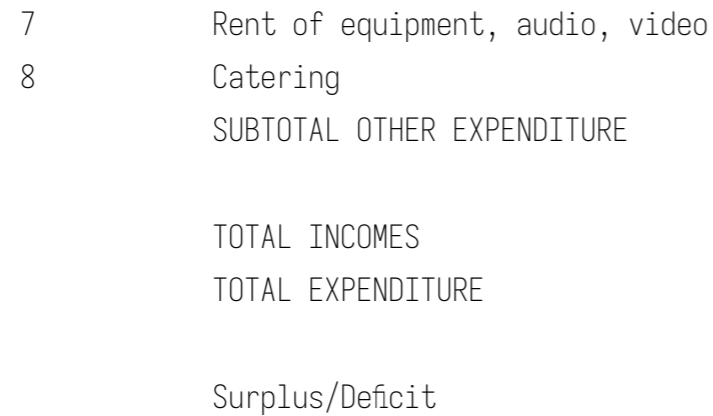 7 Rent of equipment, audio, video
8 Catering
SUBTOTAL OTHER EXPENDITURE
TOTAL INCOMES
TOTAL EXPENDITURE
Surplus/Deficit